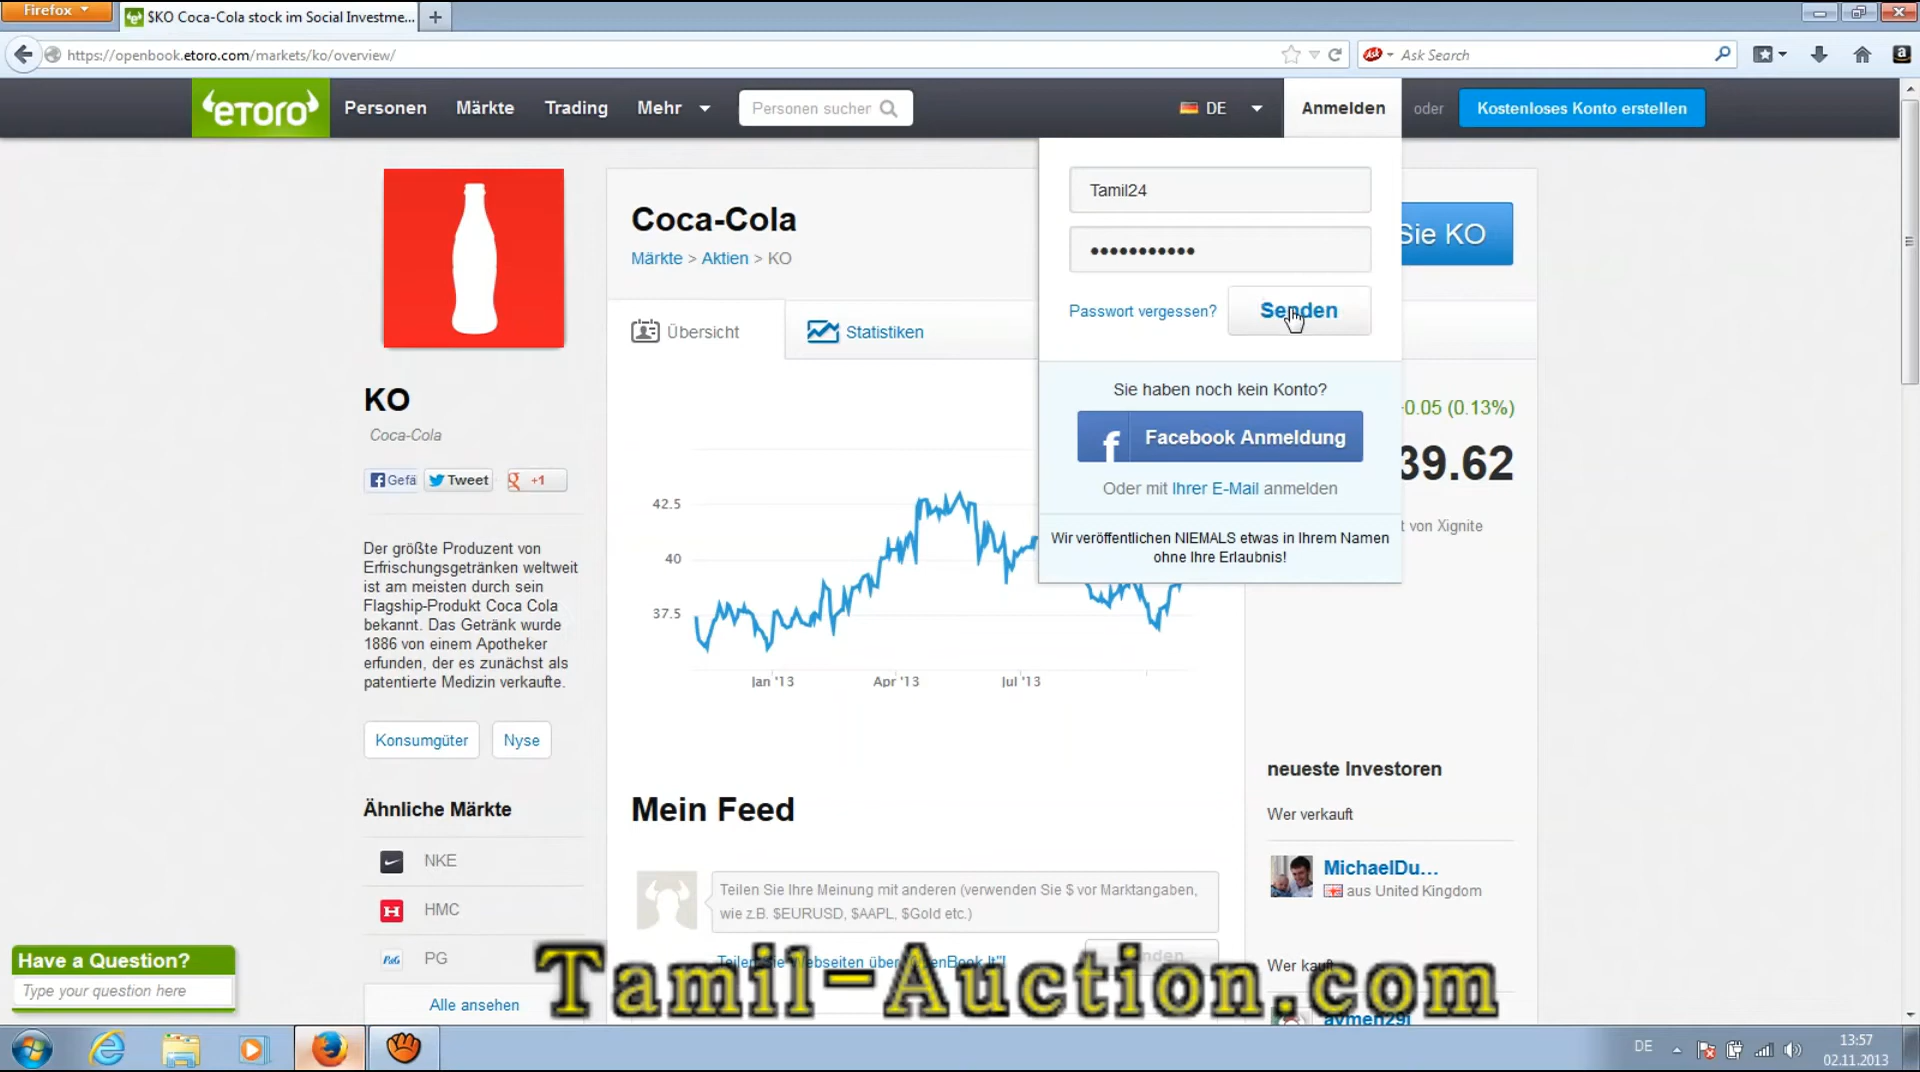 Firefox
$KO Coca-Cola stock im Social Investme...
https://openbook.etoro.com/markets/ko/overview/
Ask Search
eToro
Personen
Märkte
Trading
Mehr
Personen sucher
DE
Anmelden
oder
Kostenloses Konto erstellen
Tamil24
Passwort vergessen?
Senden
Sie haben noch kein Konto?
Facebook Anmeldung
Oder mit Ihrer E-Mail anmelden
Wir veröffentlichen NIEMALS etwas in Ihrem Namen
ohne Ihre Erlaubnis!
Coca-Cola
Märkte > Aktien > KO
Sie KO
Übersicht
Statistiken
0.05 (0.13%)
39.62
t von Xignite
KO
Coca-Cola
Gefä
Tweet
+1
Der größte Produzent von
Erfrischungsgetränken weltweit
ist am meisten durch sein
Flagship-Produkt Coca Cola
bekannt. Das Getränk wurde
1886 von einem Apotheker
erfunden, der es zunächst als
patentierte Medizin verkaufte.
Konsumgüter
Nyse
Ähnliche Märkte
NKE
HMC
P&G
PG
Alle ansehen
42.5
40
37.5
Jan '13
Apr '13
Jul '13
Mein Feed
Teilen Sie Ihre Meinung mit anderen (verwenden Sie $ vor Marktangaben,
wie z.B. $EURUSD, $AAPL, $Gold etc.)
neueste Investoren
Wer verkauft
MichaelDu...
aus United Kingdom
Wer kauft
aymen29i
Have a Question?
Type your question here
Tamil-Auction.com
DE
13:57
02.11.2013